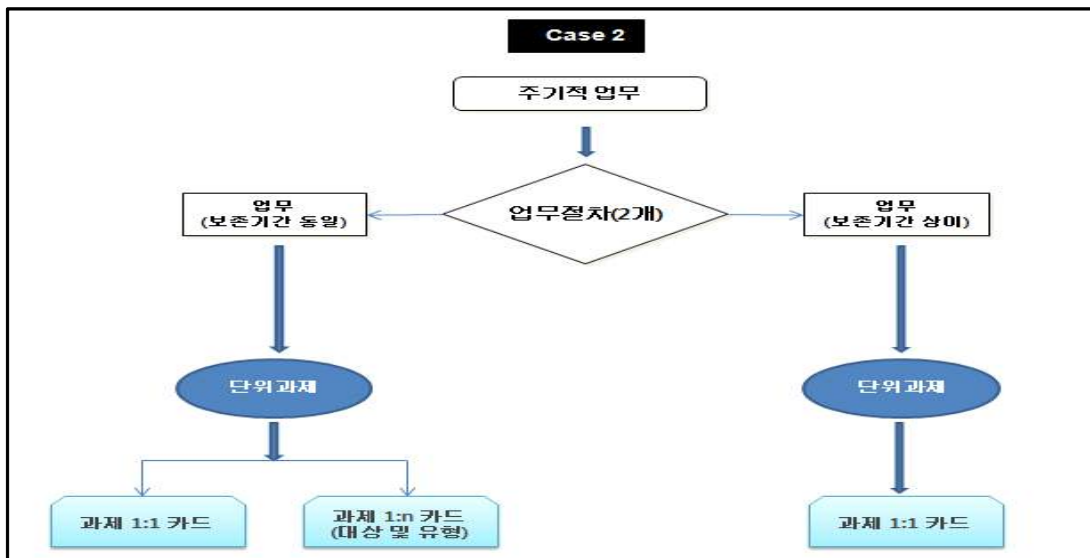 Case 2
주기적 업무
업무절차(2개)
업무
(보존기간 동일)
업무
(보존기간 상이)
단위과제
단위과제
과제 1:1 카드
과제 1:n 카드
(대상 및 유형)
과제 1:1 카드